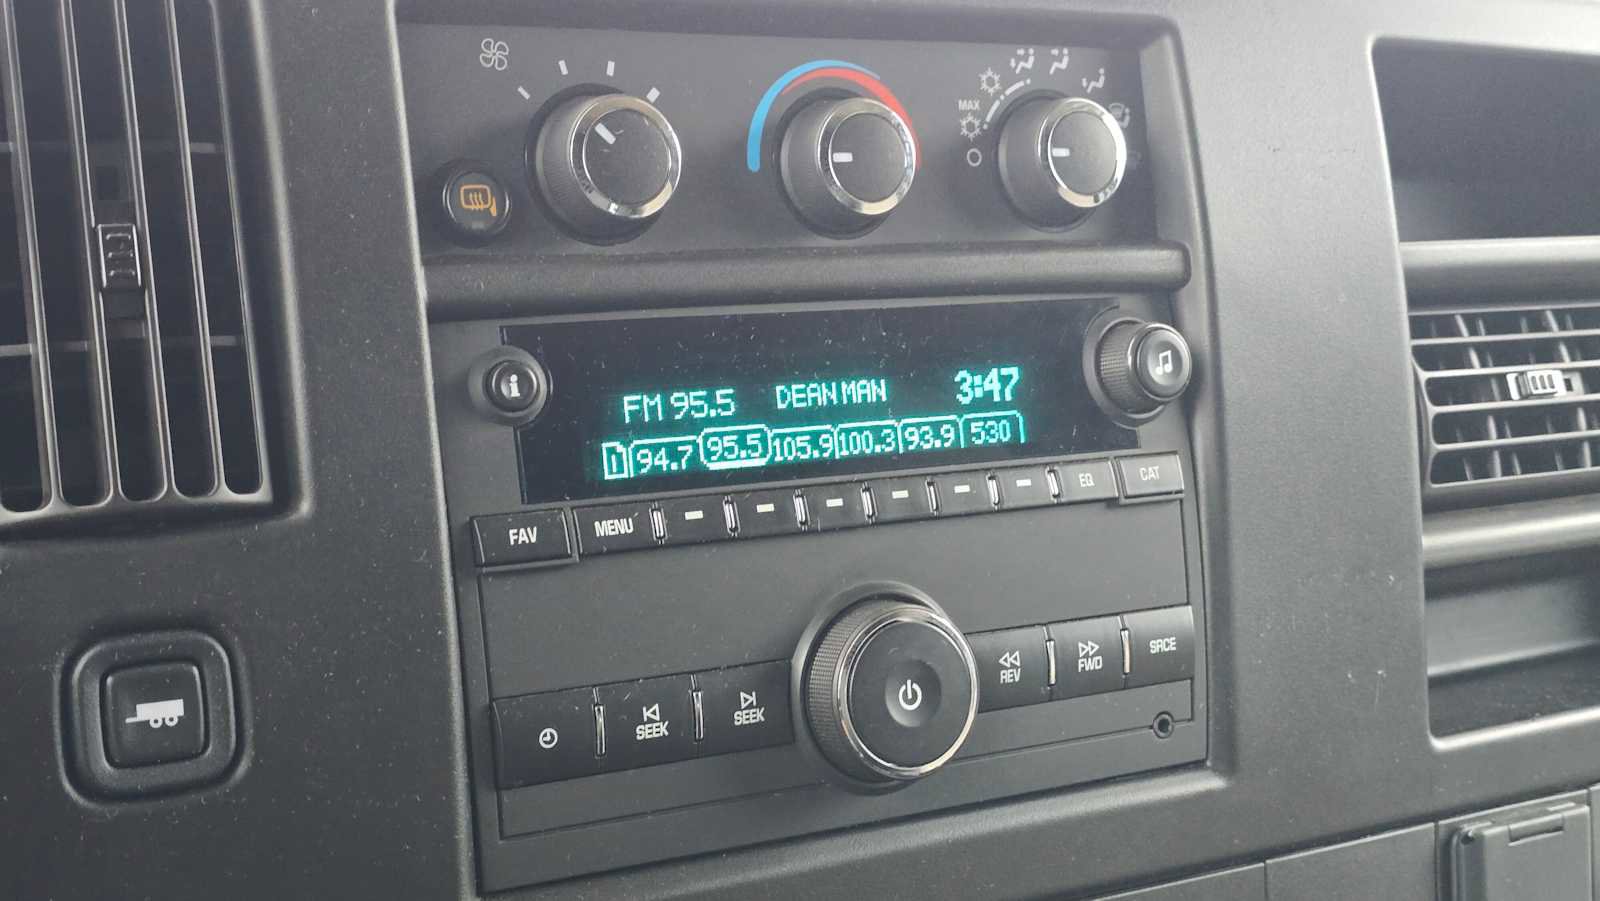 MAX
FM 95.5 DEAN MAN 3:47
1 94.7 95.5 105.9 100.3 93.9 530
FAV MENU EQ CAT
SEEK SEEK REV FWD SRCE